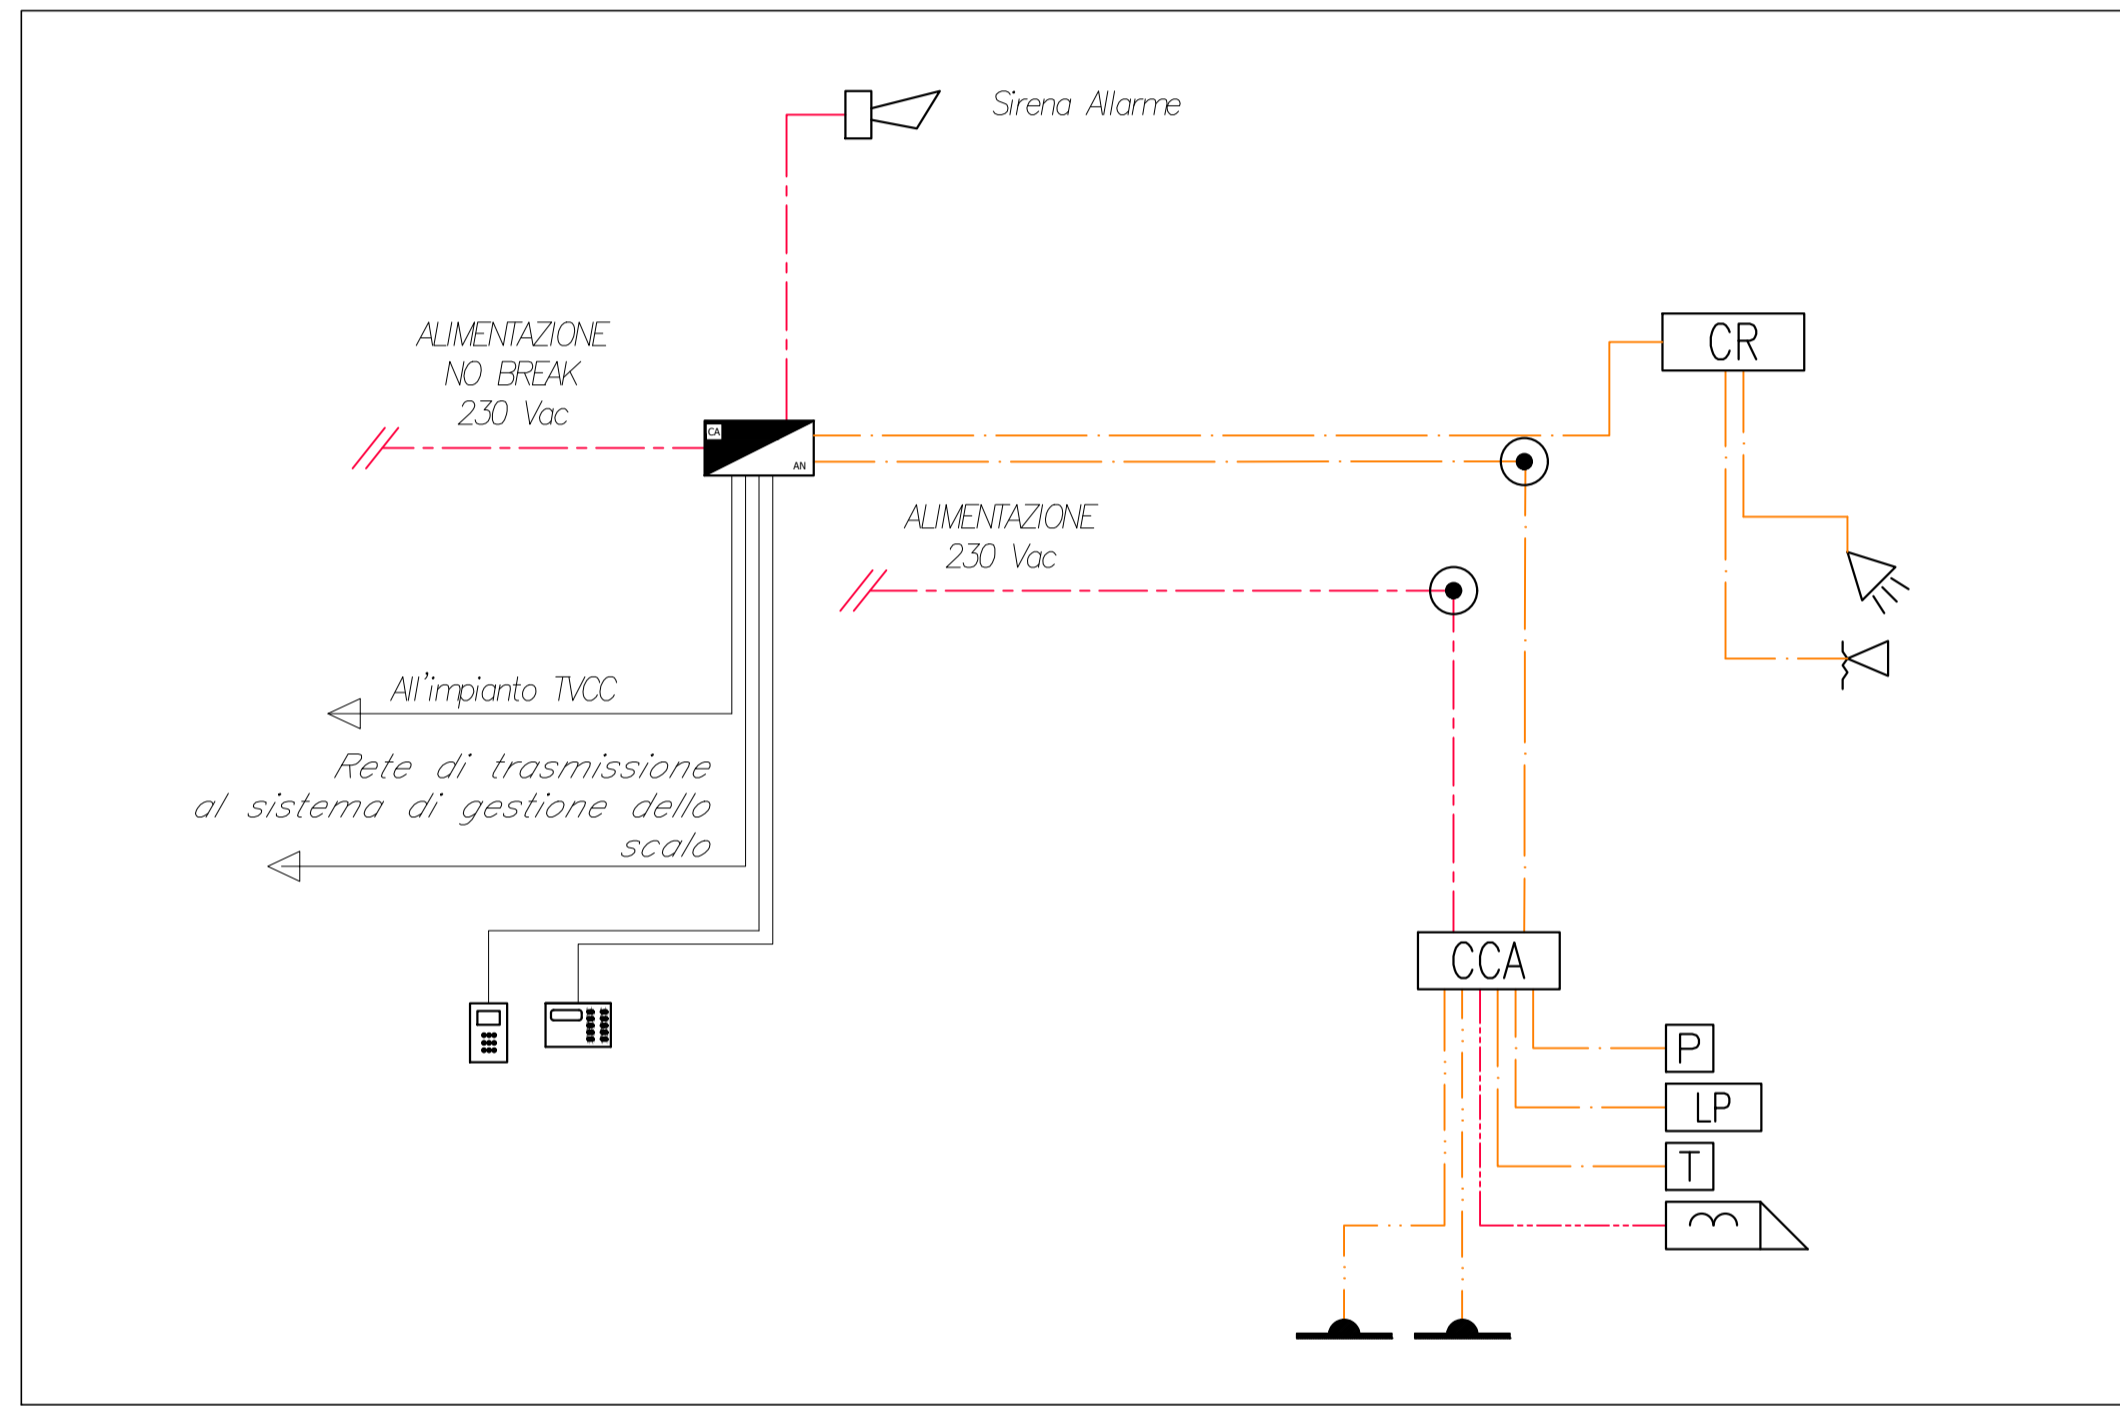 Sirena Allarme
ALIMENTAZIONE
NO BREAK
230 Vac
CR
CA
AN
ALIMENTAZIONE
230 Vac
All'impianto TVCC
Rete di trasmissione
al sistema di gestione dello
scalo
CCA
P
LP
T